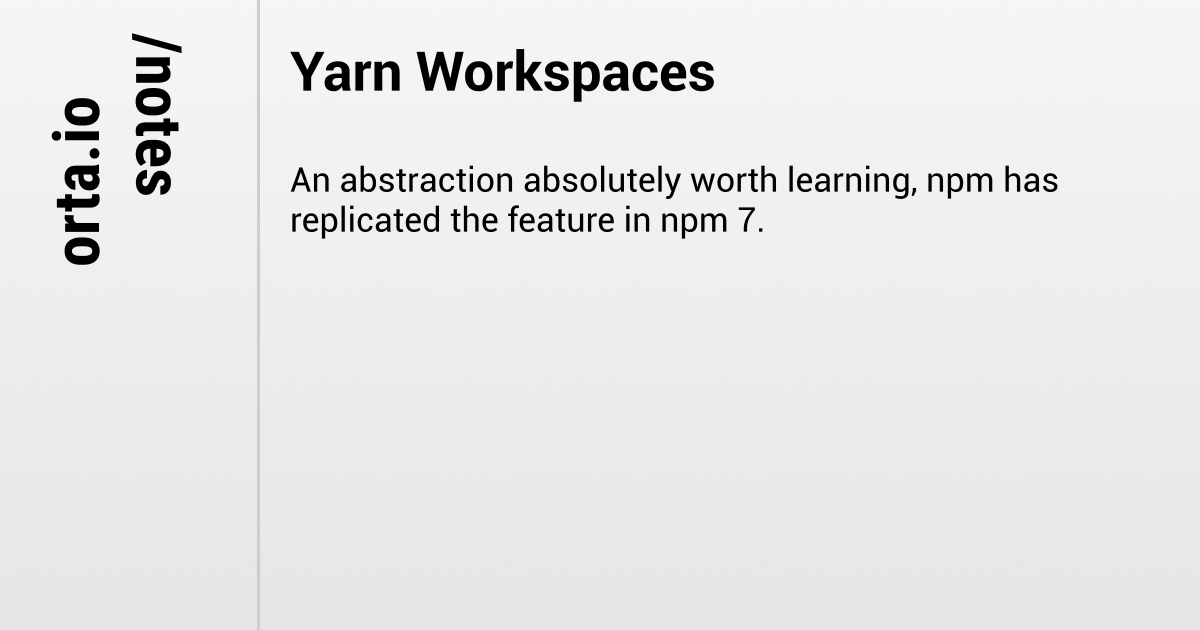 orta.io
/notes
Yarn Workspaces
An abstraction absolutely worth learning, npm has
replicated the feature in npm 7.